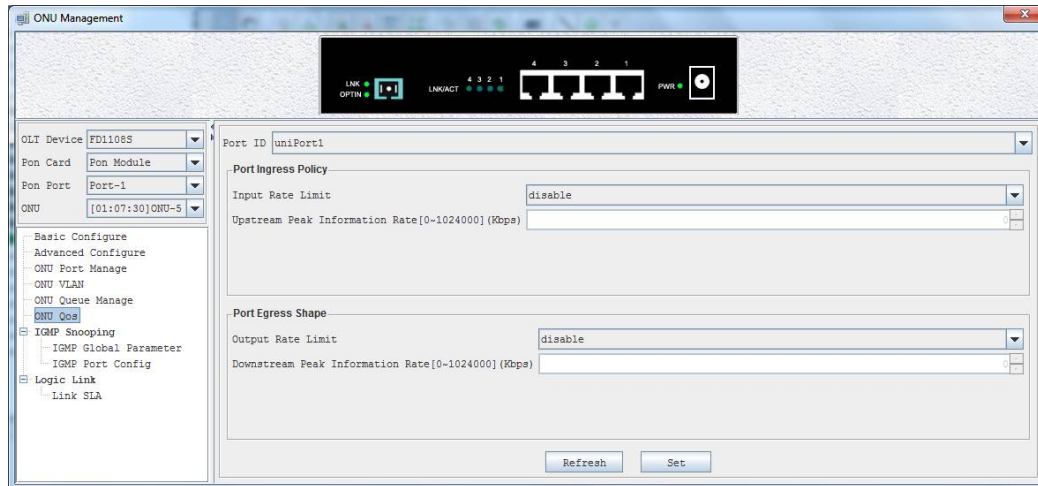 ONU Management
4 3 2 1
LNK
OPTIN
LNK/ACT
4 3 2 1
PWR
OLT Device FD1108S
Pon Card Pon Module
Pon Port Port-1
ONU [01:07:30]ONU-5
Basic Configure
Advanced Configure
ONU Port Manage
ONU VLAN
ONU Queue Manage
ONU Qos
IGMP Snooping
IGMP Global Parameter
IGMP Port Config
Logic Link
Link SLA
Port ID uniPort1
Port Ingress Policy
Input Rate Limit disable
Upstream Peak Information Rate[0~1024000](Kbps) 0
Port Egress Shape
Output Rate Limit disable
Downstream Peak Information Rate[0~1024000](Kbps) 0
Refresh Set